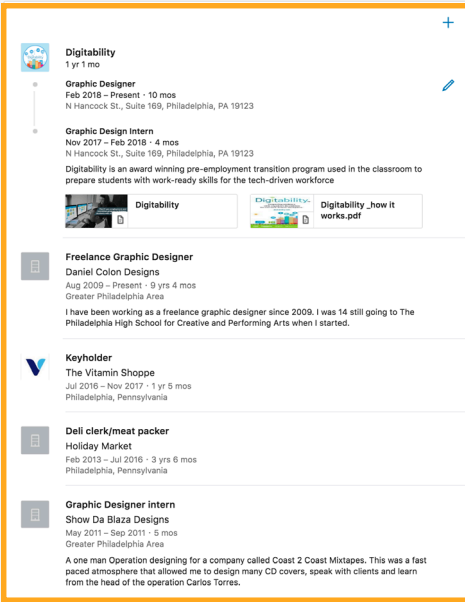 Digitability
1 yr 1 mo
Graphic Designer
Feb 2018 – Present · 10 mos
N Hancock St., Suite 169, Philadelphia, PA 19123
Graphic Design Intern
Nov 2017 – Feb 2018 · 4 mos
N Hancock St., Suite 169, Philadelphia, PA 19123
Digitability is an award winning pre-employment transition program used in the classroom to
prepare students with work-ready skills for the tech-driven workforce
Digitability
Digitability
Digitability _how it
works.pdf
Freelance Graphic Designer
Daniel Colon Designs
Aug 2009 – Present · 9 yrs 4 mos
Greater Philadelphia Area
I have been working as a freelance graphic designer since 2009. I was 14 still going to The
Philadelphia High School for Creative and Performing Arts when I started.
Keyholder
The Vitamin Shoppe
Jul 2016 – Nov 2017 · 1 yr 5 mos
Philadelphia, Pennsylvania
Deli clerk/meat packer
Holiday Market
Feb 2013 – Jul 2016 · 3 yrs 6 mos
Philadelphia, Pennsylvania
Graphic Designer intern
Show Da Blaza Designs
May 2011 – Sep 2011 · 5 mos
Greater Philadelphia Area
A one man Operation designing for a company called Coast 2 Coast Mixtapes. This was a fast
paced atmosphere that allowed me to design many CD covers, speak with clients and learn
from the head of the operation Carlos Torres.